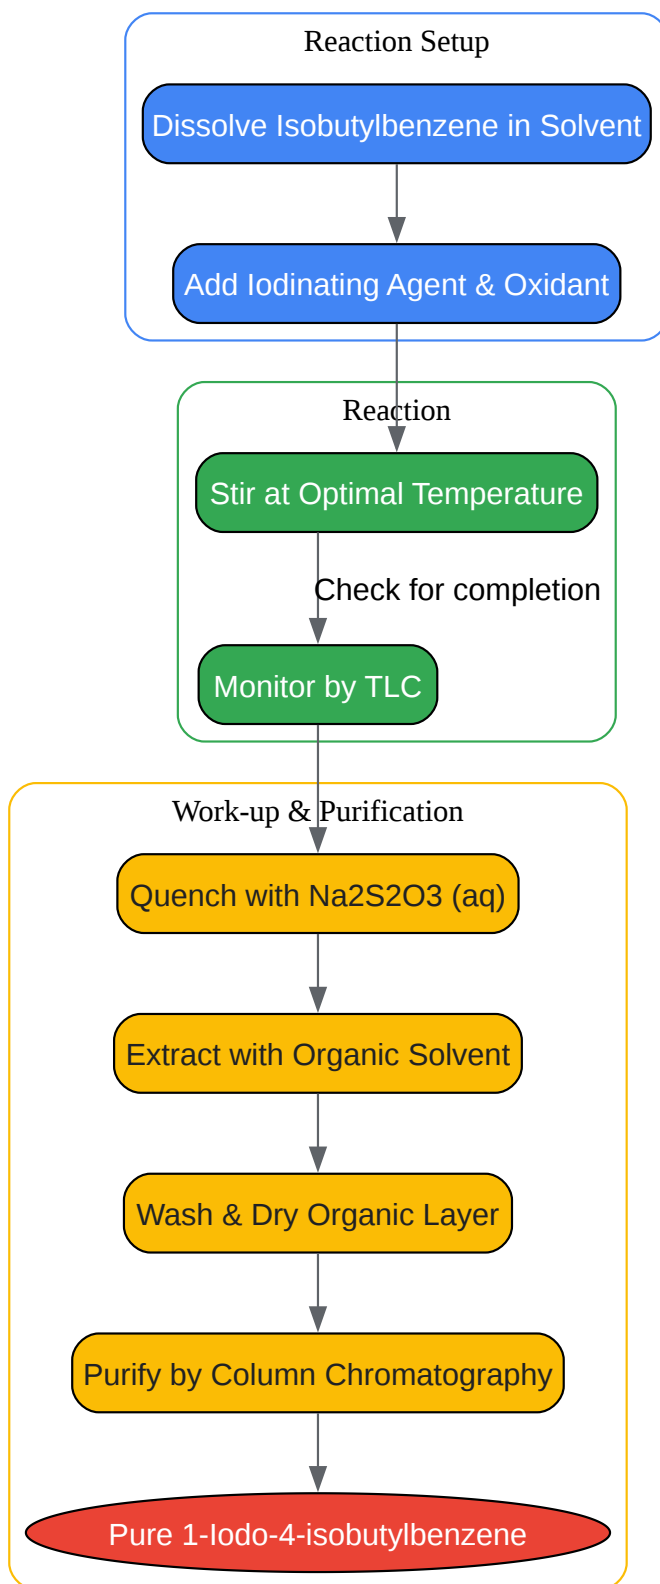 Reaction Setup
Dissolve Isobutylbenzene in Solvent
Add Iodinating Agent & Oxidant
Reaction
Stir at Optimal Temperature
Check for completion
Monitor by TLC
Work-up & Purification
Quench with Na2S2O3 (aq)
Extract with Organic Solvent
Wash & Dry Organic Layer
Purify by Column Chromatography
Pure 1-Iodo-4-isobutylbenzene